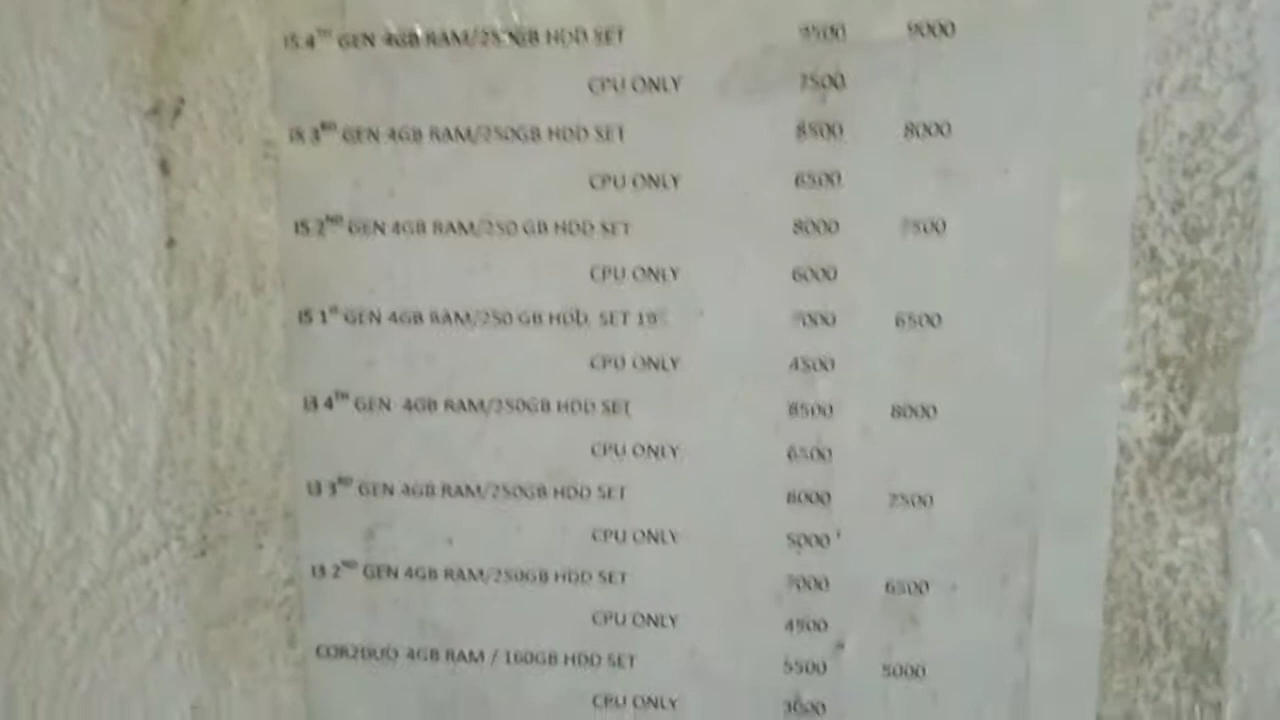 I5 4TH GEN 4GB RAM/250GB HDD SET 9500 9000
CPU ONLY 7500
I5 3RD GEN 4GB RAM/250GB HDD SET 8500 8000
CPU ONLY 6500
I5 2ND GEN 4GB RAM/250 GB HDD SET 8000 7500
CPU ONLY 6000
I5 1st GEN 4GB RAM/250 GB HDD SET 19 7000 6500
CPU ONLY 4500
I3 4TH GEN 4GB RAM/250GB HDD SET 8500 8000
CPU ONLY 6500
I3 3RD GEN 4GB RAM/250GB HDD SET 8000 7500
CPU ONLY 5000
I3 2ND GEN 4GB RAM/250GB HDD SET 7000 6500
CPU ONLY 4500
COR2DUO 4GB RAM / 160GB HDD SET 5500 5000
CPU ONLY